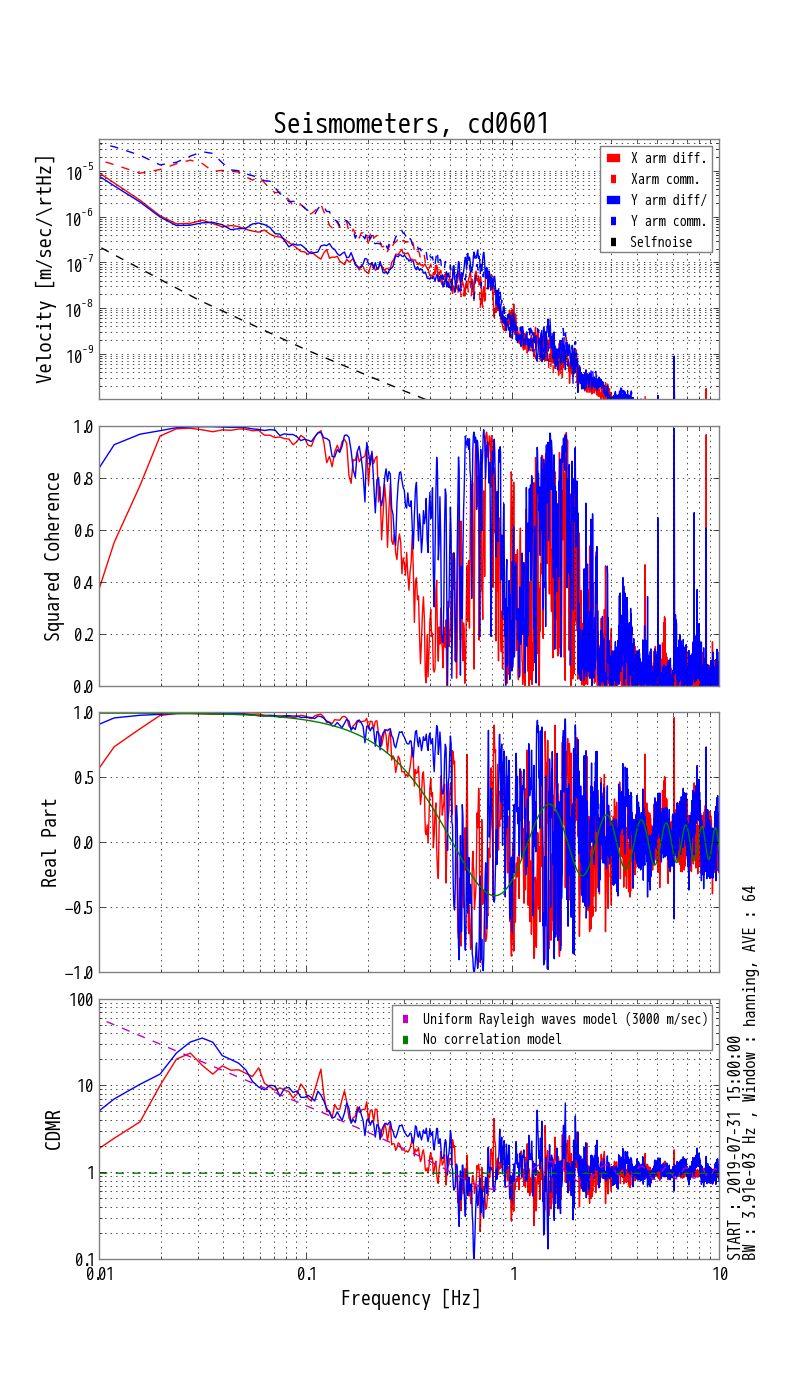 Seismometers, cd0601
Velocity [m/sec/\rtHz]
10^-5
10^-6
10^-7
10^-8
10^-9
X arm diff.
Xarm comm.
Y arm diff/
Y arm comm.
Selfnoise
Squared Coherence
1.0
0.8
0.6
0.4
0.2
0.0
Real Part
1.0
0.5
0.0
−0.5
−1.0
CDMR
100
10
1
0.1
Uniform Rayleigh waves model (3000 m/sec)
No correlation model
0.01
0.1
1
10
Frequency [Hz]
START : 2019-07-31 15:00:00
BW : 3.91e-03 Hz , Window : hanning, AVE : 64